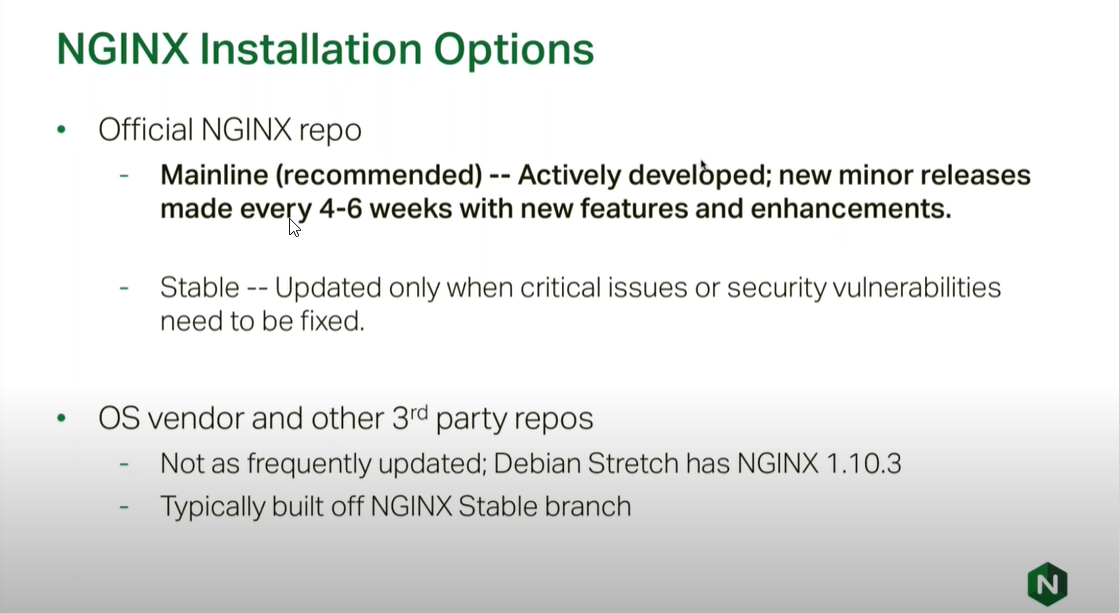 NGINX Installation Options
• Official NGINX repo
- Mainline (recommended) -- Actively developed; new minor releases
made every 4-6 weeks with new features and enhancements.
- Stable -- Updated only when critical issues or security vulnerabilities
need to be fixed.
• OS vendor and other 3rd party repos
- Not as frequently updated; Debian Stretch has NGINX 1.10.3
- Typically built off NGINX Stable branch
N